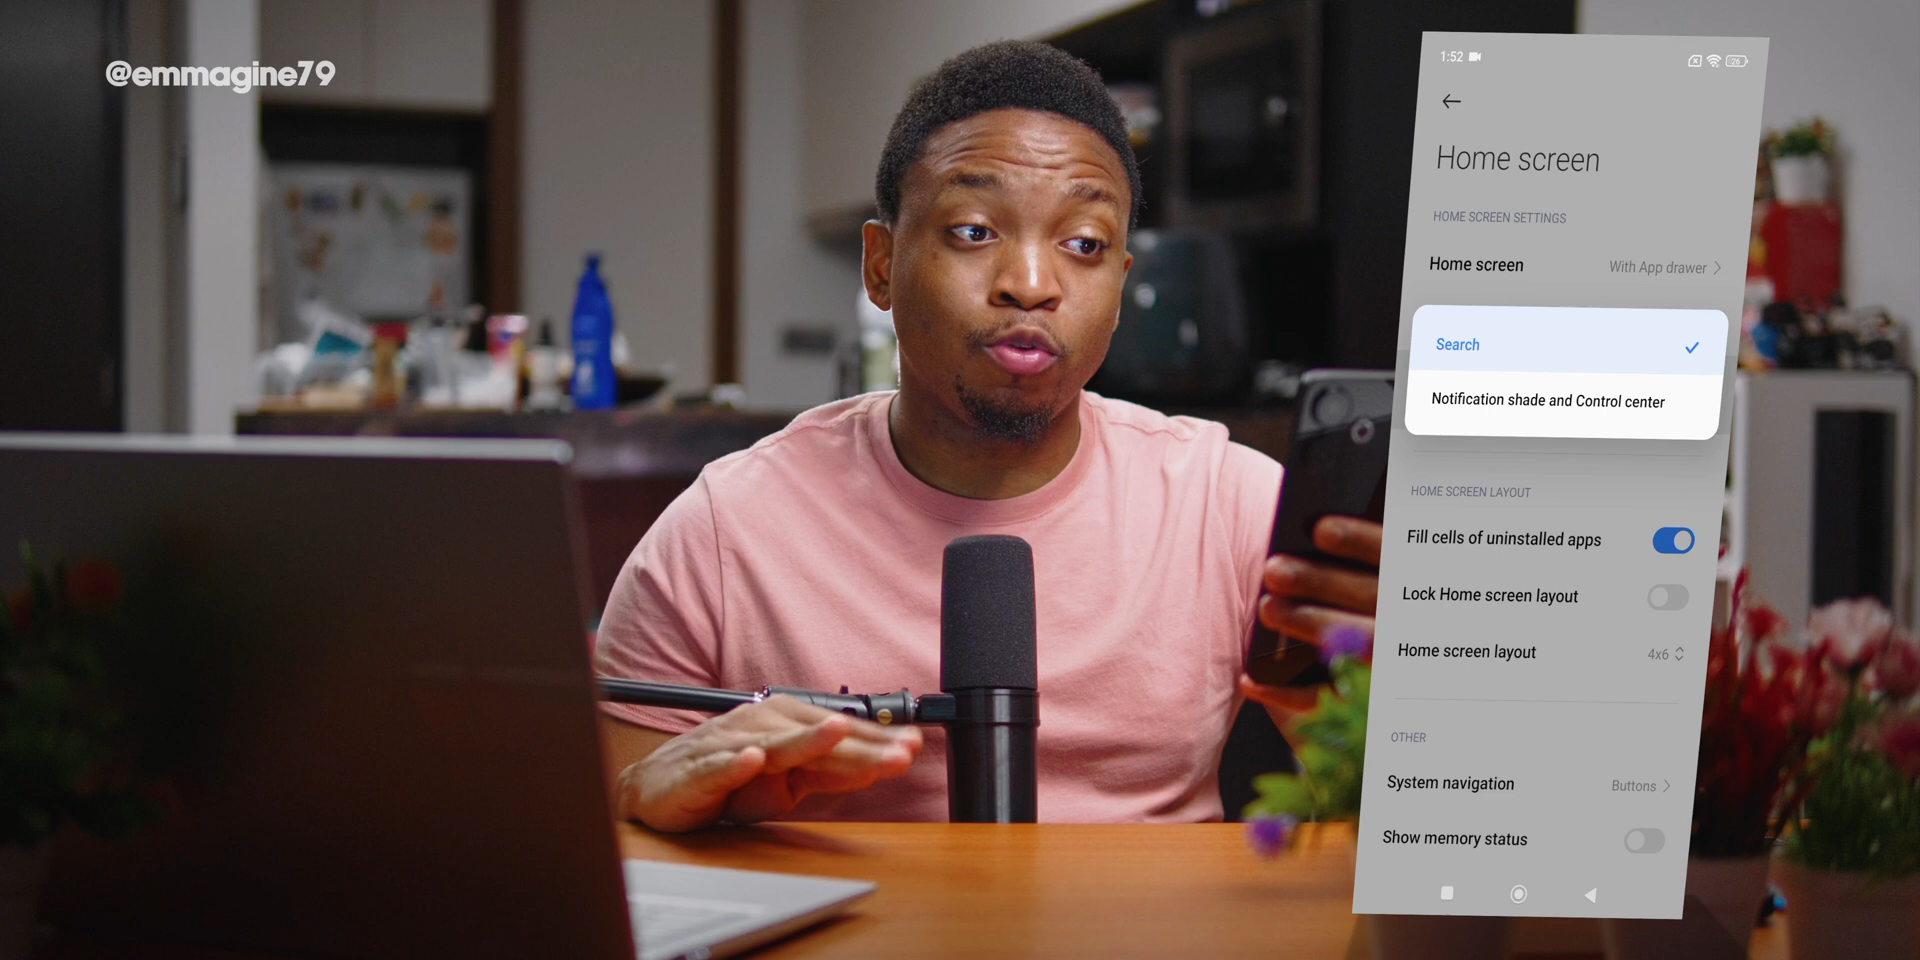 @emmagine79
1:52
26
Home screen
HOME SCREEN SETTINGS
Home screen
With App drawer
Search
Notification shade and Control center
HOME SCREEN LAYOUT
Fill cells of uninstalled apps
Lock Home screen layout
Home screen layout
4x6
OTHER
System navigation
Buttons
Show memory status